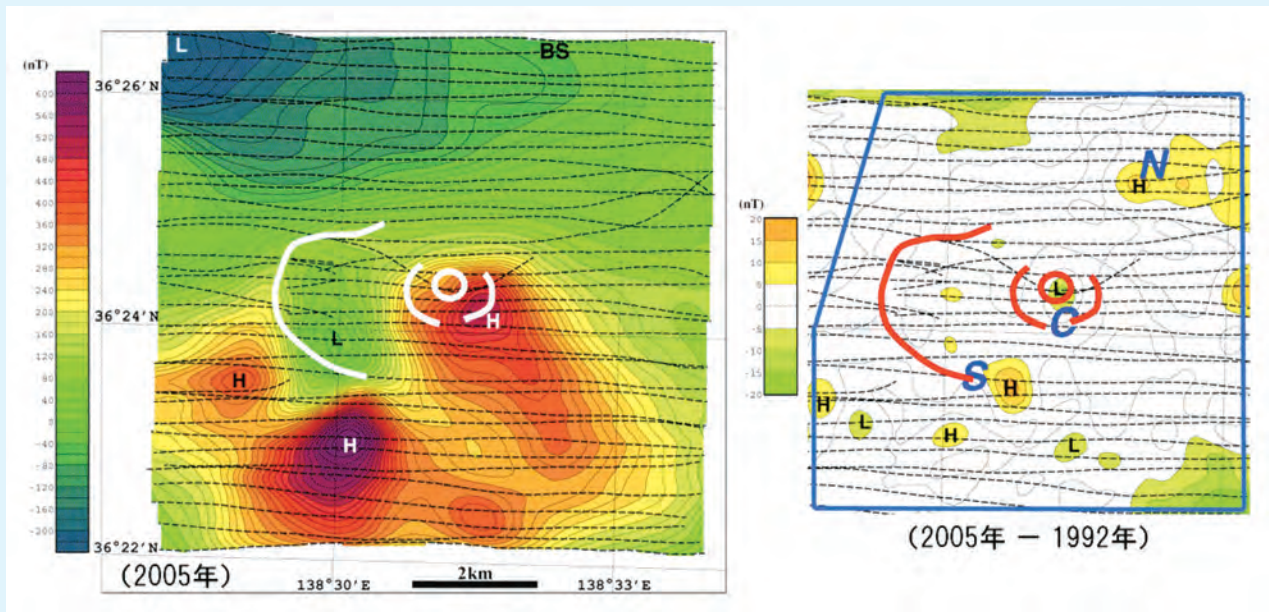 (nT)
600
560
520
480
440
400
360
320
280
240
200
160
120
80
40
0
-40
-80
-120
-160
-200
36°26′N
36°24′N
36°22′N
L
BS
L
H
H
H
(2005年)
138°30′E
2km
138°33′E
(nT)
20
15
10
5
0
-5
-10
-15
-20
N
H
L
C
S
H
H
L
H
L
(2005年 － 1992年)